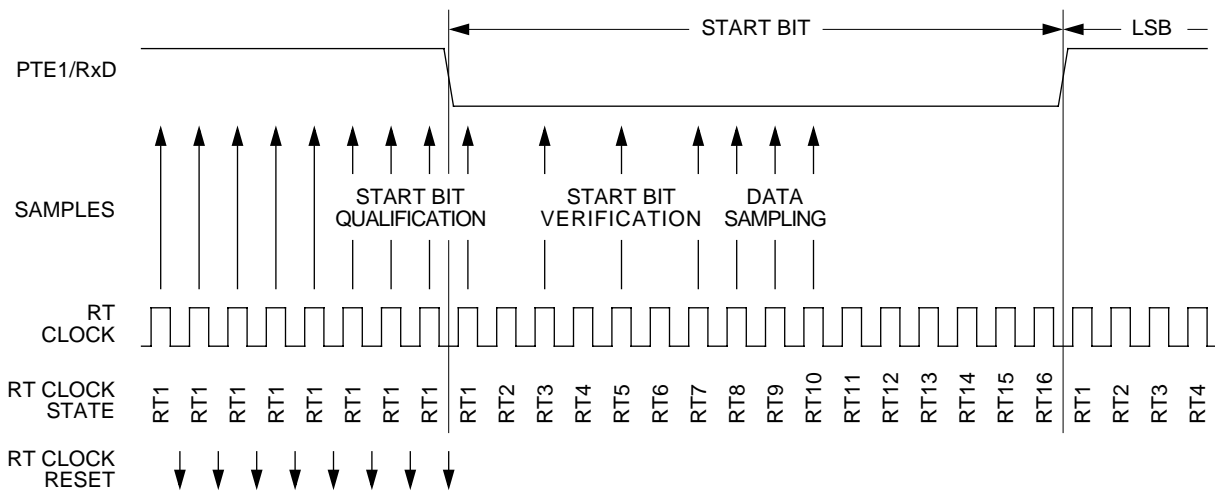 START BIT
LSB
PTE1/RxD
SAMPLES
START BIT
QUALIFICATION
START BIT
VERIFICATION
DATA
SAMPLING
RT
CLOCK
RT CLOCK
STATE
RT1 RT1 RT1 RT1 RT1 RT1 RT1 RT1 RT1 RT2 RT3 RT4 RT5 RT6 RT7 RT8 RT9 RT10 RT11 RT12 RT13 RT14 RT15 RT16 RT1 RT2 RT3 RT4
RT CLOCK
RESET